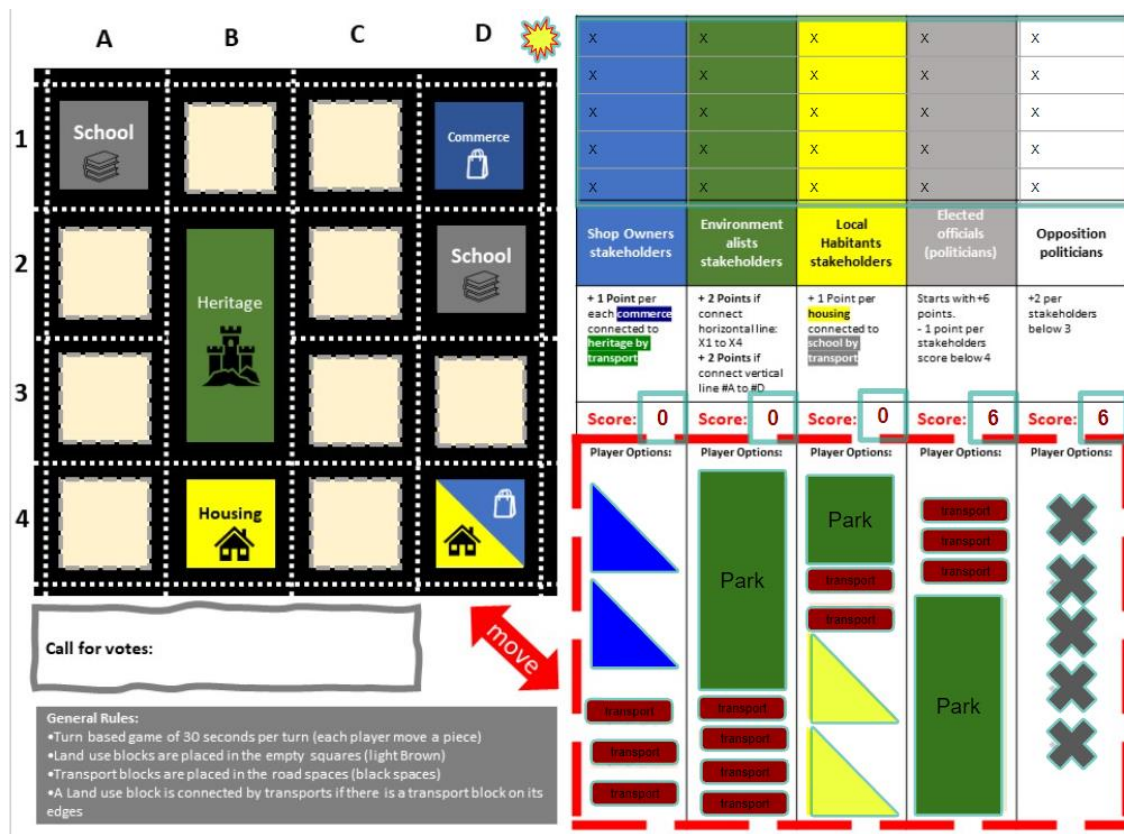 A B C D
1
2
3
4
School
Commerce
Heritage
School
Housing
Call for votes:
move
General Rules:
•Turn based game of 30 seconds per turn (each player move a piece)
•Land use blocks are placed in the empty squares (light Brown)
•Transport blocks are placed in the road spaces (black spaces)
•A Land use block is connected by transports if there is a transport block on its
edges
X X X X X
X X X X X
X X X X X
X X X X X
X X X X X
Shop Owners
stakeholders
Environment
alists
stakeholders
Local
Habitants
stakeholders
Elected
officials
(politicians)
Opposition
politicians
+ 1 Point per
each commerce
connected to
heritage by
transport
+ 2 Points if
connect
horizontal line:
X1 to X4
+ 2 Points if
connect vertical
line #A to #D
+ 1 Point per
housing
connected to
school by
transport
Starts with +6
points.
- 1 point per
stakeholders
score below 4
+2 per
stakeholders
below 3
Score: 0
Score: 0
Score: 0
Score: 6
Score: 6
Player Options:
transport
transport
transport
Player Options:
Park
transport
transport
transport
transport
Player Options:
Park
transport
transport
Player Options:
transport
transport
transport
Park
Player Options: